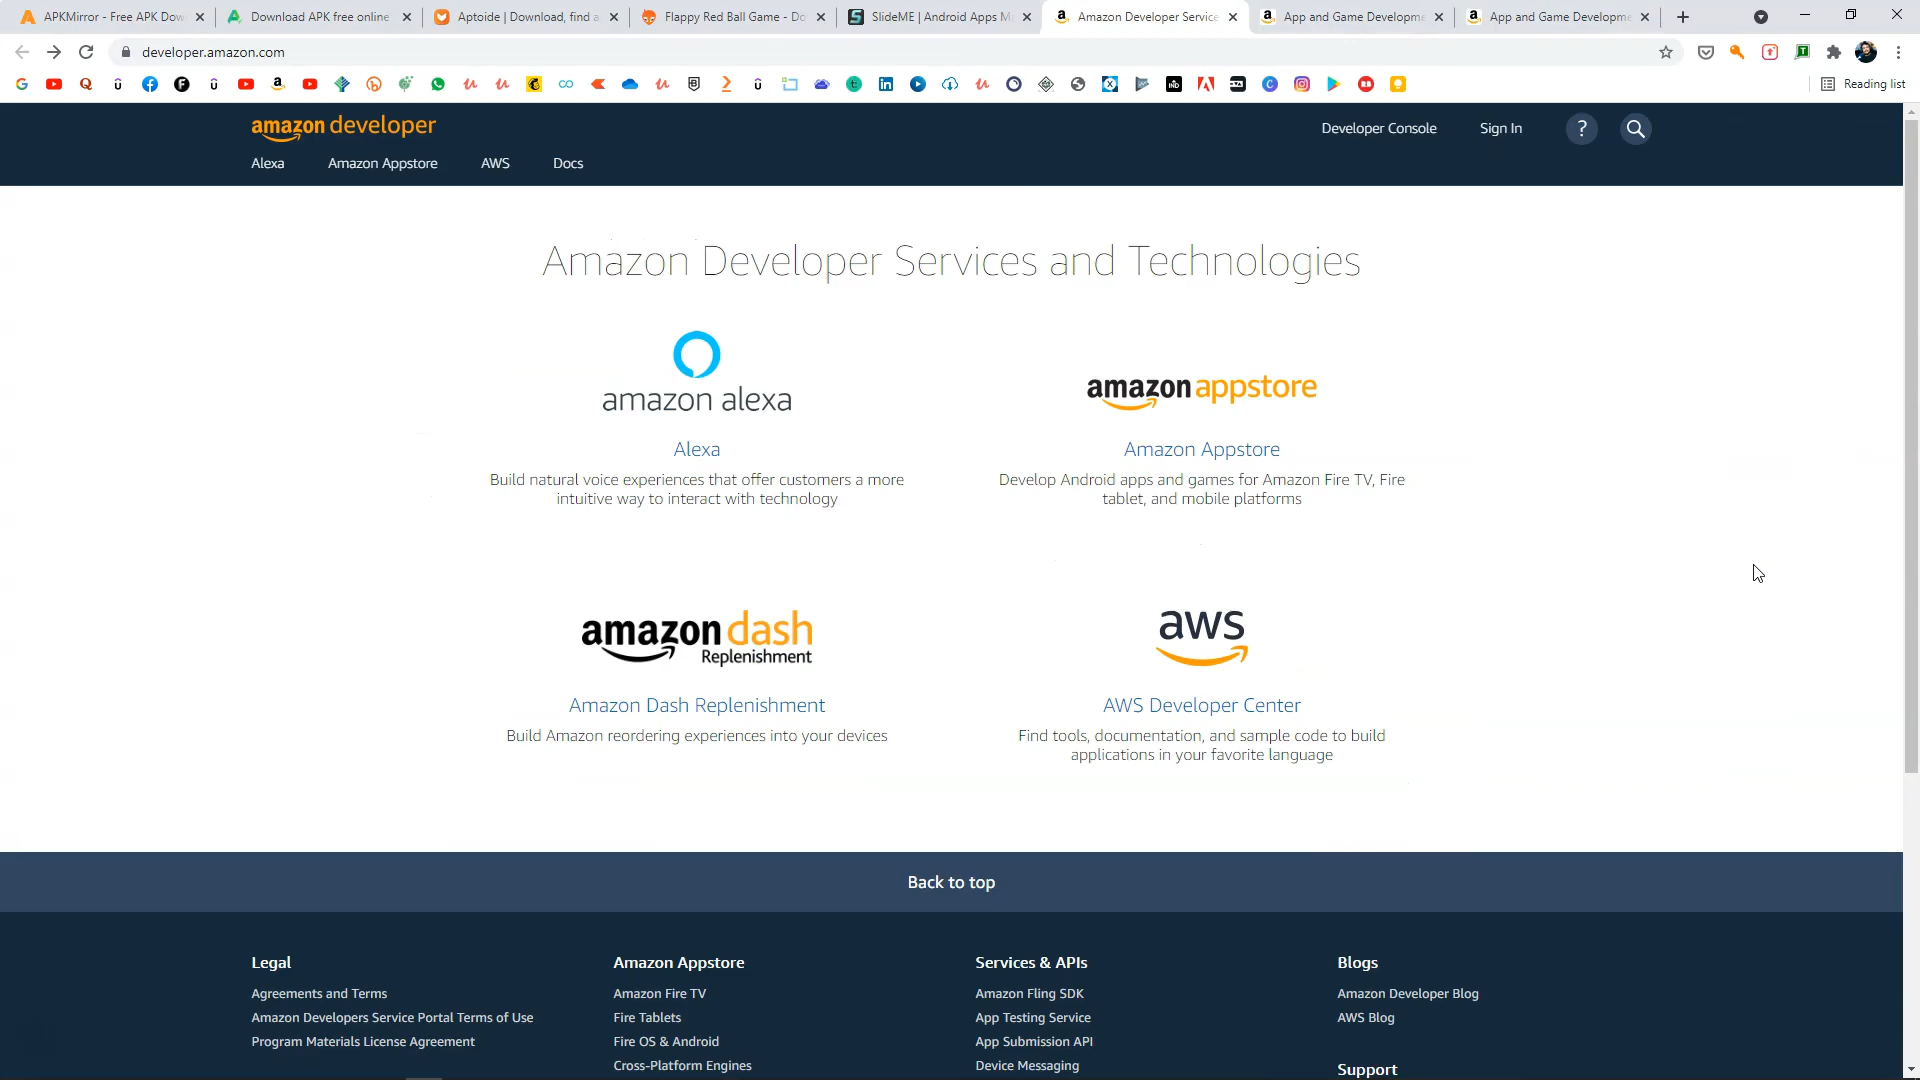 APKMirror - Free APK Dow
Download APK free online
Aptoide | Download, find a
Flappy Red Ball Game - Do
SlideME | Android Apps Ma
Amazon Developer Service
App and Game Developme
App and Game Developme
developer.amazon.com
Reading list
amazon developer
Developer Console
Sign In
?
Alexa
Amazon Appstore
AWS
Docs
Amazon Developer Services and Technologies
amazon alexa
Alexa
Build natural voice experiences that offer customers a more
intuitive way to interact with technology
amazon appstore
Amazon Appstore
Develop Android apps and games for Amazon Fire TV, Fire
tablet, and mobile platforms
amazon dash
Replenishment
Amazon Dash Replenishment
Build Amazon reordering experiences into your devices
aws
AWS Developer Center
Find tools, documentation, and sample code to build
applications in your favorite language
Back to top
Legal
Agreements and Terms
Amazon Developers Service Portal Terms of Use
Program Materials License Agreement
Amazon Appstore
Amazon Fire TV
Fire Tablets
Fire OS & Android
Cross-Platform Engines
Services & APIs
Amazon Fling SDK
App Testing Service
App Submission API
Device Messaging
Blogs
Amazon Developer Blog
AWS Blog
Support